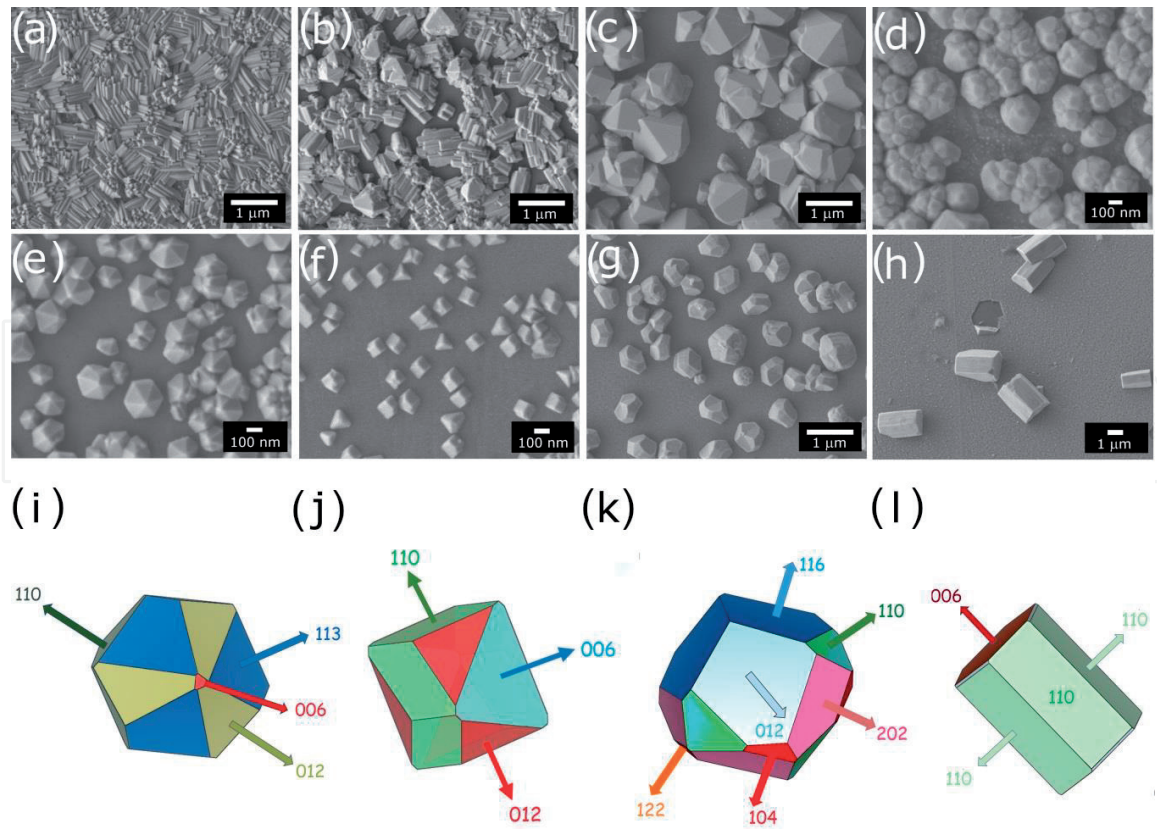 (a)
1 μm
(b)
1 μm
(c)
1 μm
(d)
100 nm
(e)
100 nm
(f)
100 nm
(g)
1 μm
(h)
1 μm
(i)
110
113
006
012
(j)
110
006
012
(k)
116
110
012
202
122
104
(l)
006
110
110
110